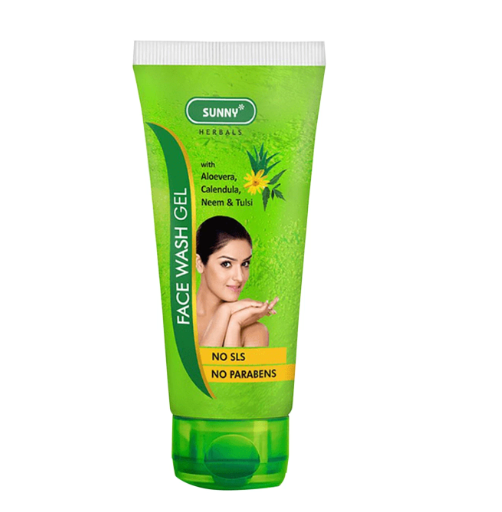 SUNNY*
HERBALS
with
Aloevera,
Calendula,
Neem & Tulsi
FACE WASH GEL
NO SLS
NO PARABENS